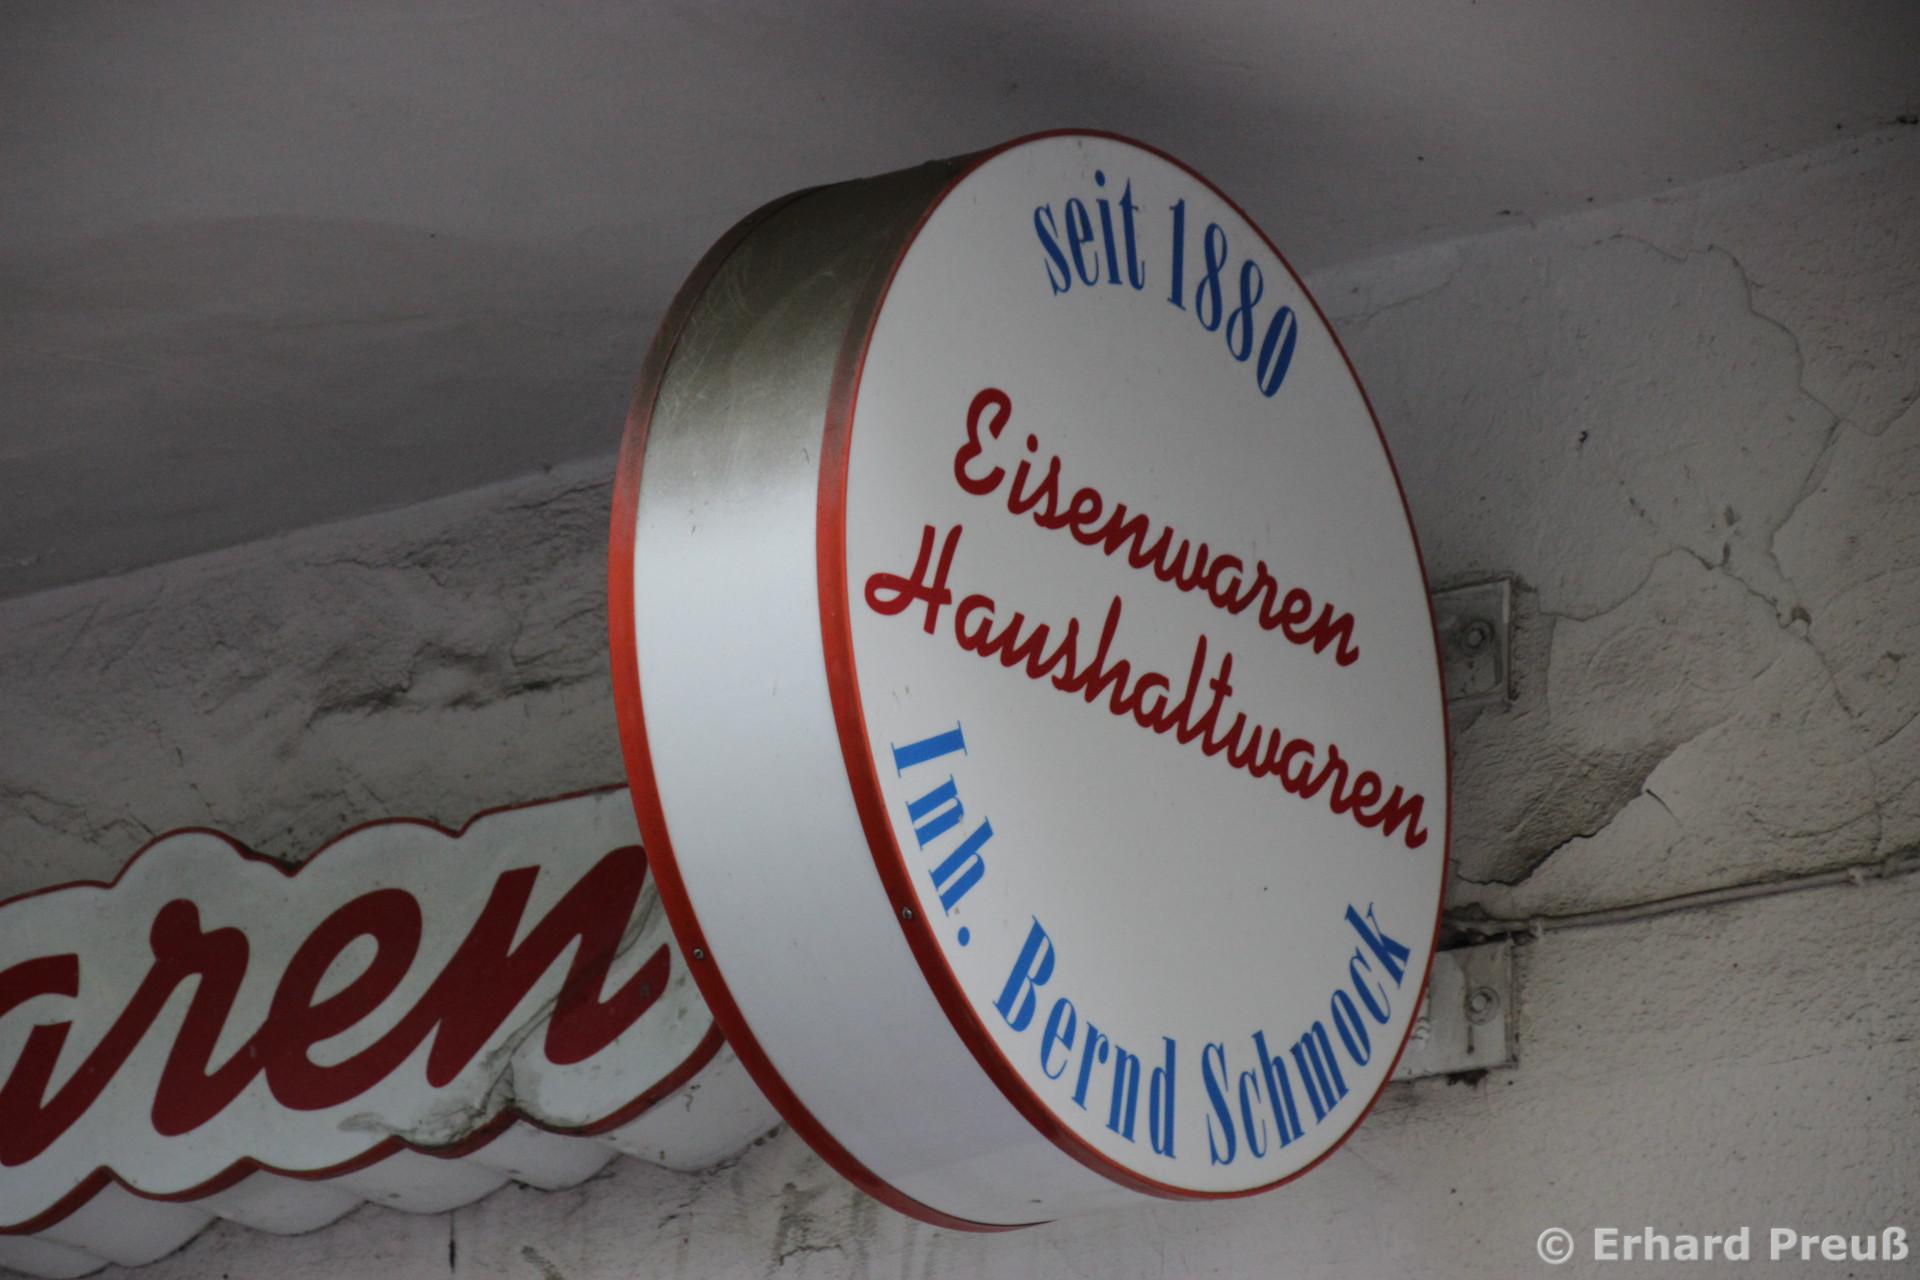 seit 1880
Eisenwaren
Haushaltwaren
Inh. Bernd Schmock
aren
© Erhard Preuß